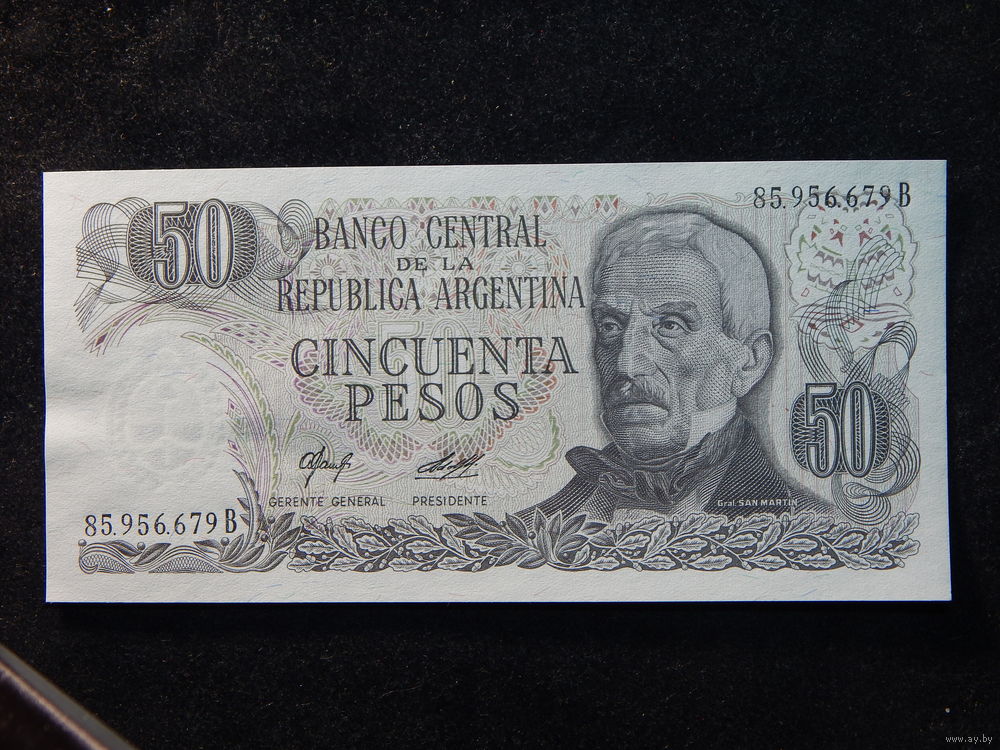 85.956.679 B
50
BANCO CENTRAL
DE LA
REPUBLICA ARGENTINA
50
CINCUENTA
PESOS
50
GERENTE GENERAL PRESIDENTE
Gral. SAN MARTIN
85.956.679 B
www.ay.by